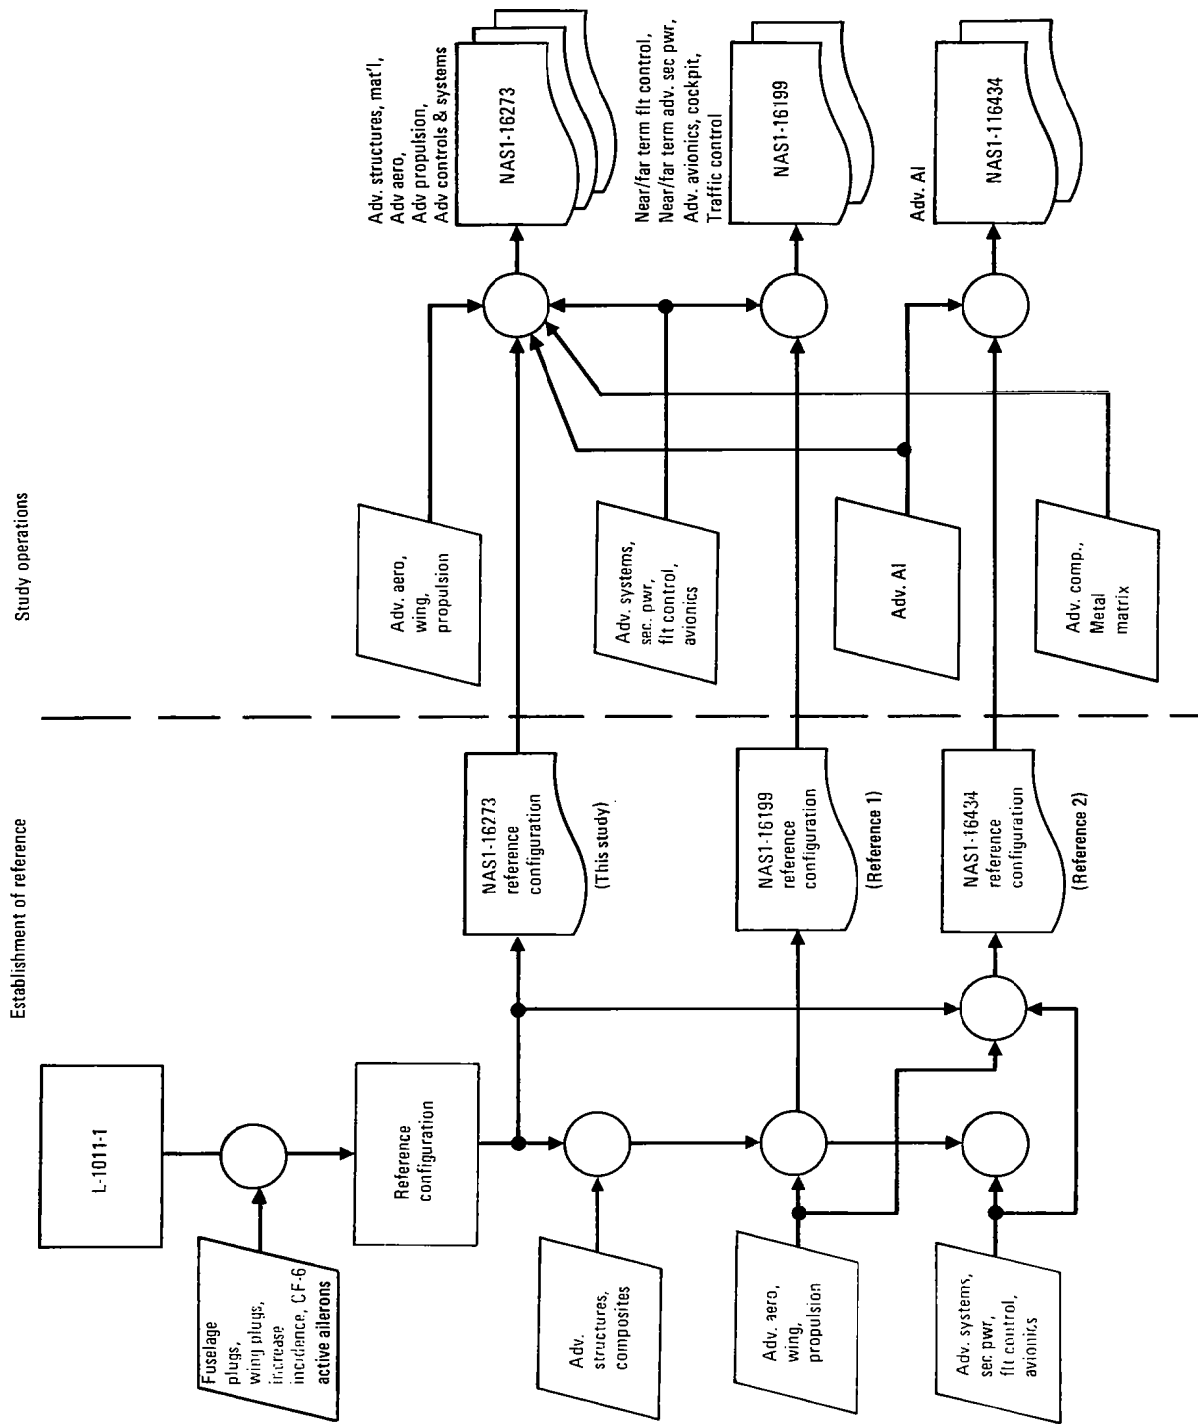 Establishment of reference
Study operations
L-1011-1
Fuselage
plugs,
wing plugs,
increase
incidence, CF-6
active ailerons
Reference
configuration
Adv.
structures,
composites
Adv. aero,
wing,
propulsion
Adv. systems,
sec pwr,
flt control,
avionics
NAS1-16273
reference
configuration
(This study)
NAS1-16199
reference
configuration
(Reference 1)
NAS1-16434
reference
configuration
(Reference 2)
Adv. aero,
wing,
propulsion
Adv. systems,
sec. pwr,
flt control,
avionics
Adv. Al
Adv. comp.,
Metal
matrix
Adv. structures, mat'l,
Adv aero,
Adv propulsion,
Adv controls & systems
NAS1-16273
Near/far term flt control,
Near/far term adv. sec pwr,
Adv. avionics, cockpit,
Traffic control
NAS1-16199
Adv. Al
NAS1-116434